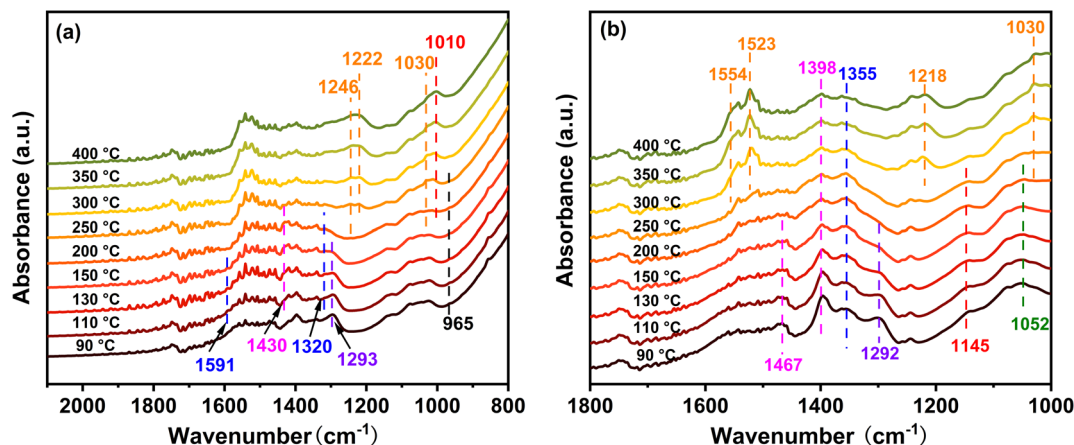 (a)
1222
1030
1010
1246
400 °C
350 °C
300 °C
250 °C
200 °C
150 °C
130 °C
110 °C
90 °C
1591
1430
1320
1293
965
2000
1800
1600
1400
1200
1000
800
Wavenumber（cm⁻¹）
Absorbance (a.u.)
(b)
1030
1523
1554
1398
1355
1218
400 °C
350 °C
300 °C
250 °C
200 °C
150 °C
130 °C
110 °C
90 °C
1467
1292
1145
1052
1800
1600
1400
1200
1000
Wavenumber（cm⁻¹）
Absorbance (a.u.)